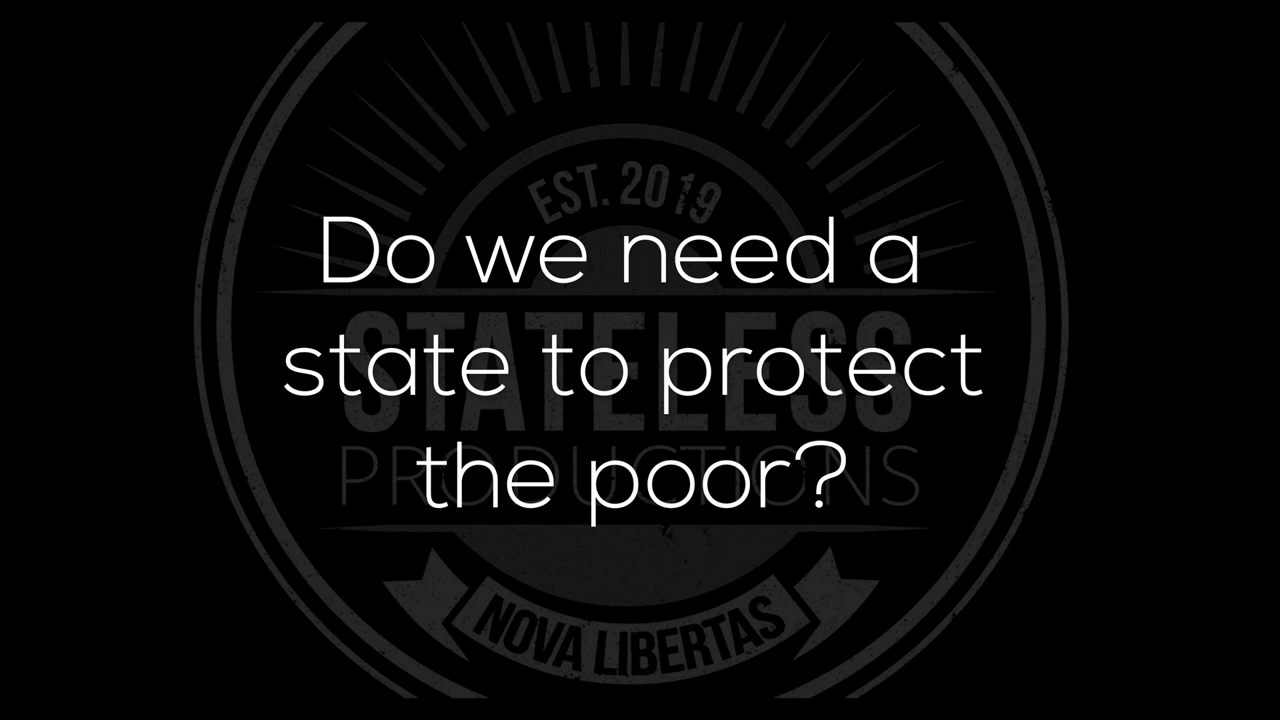 EST. 2019
Do we need a
STATELESS
state to protect
PRODUCTIONS
the poor?
NOVA LIBERTAS